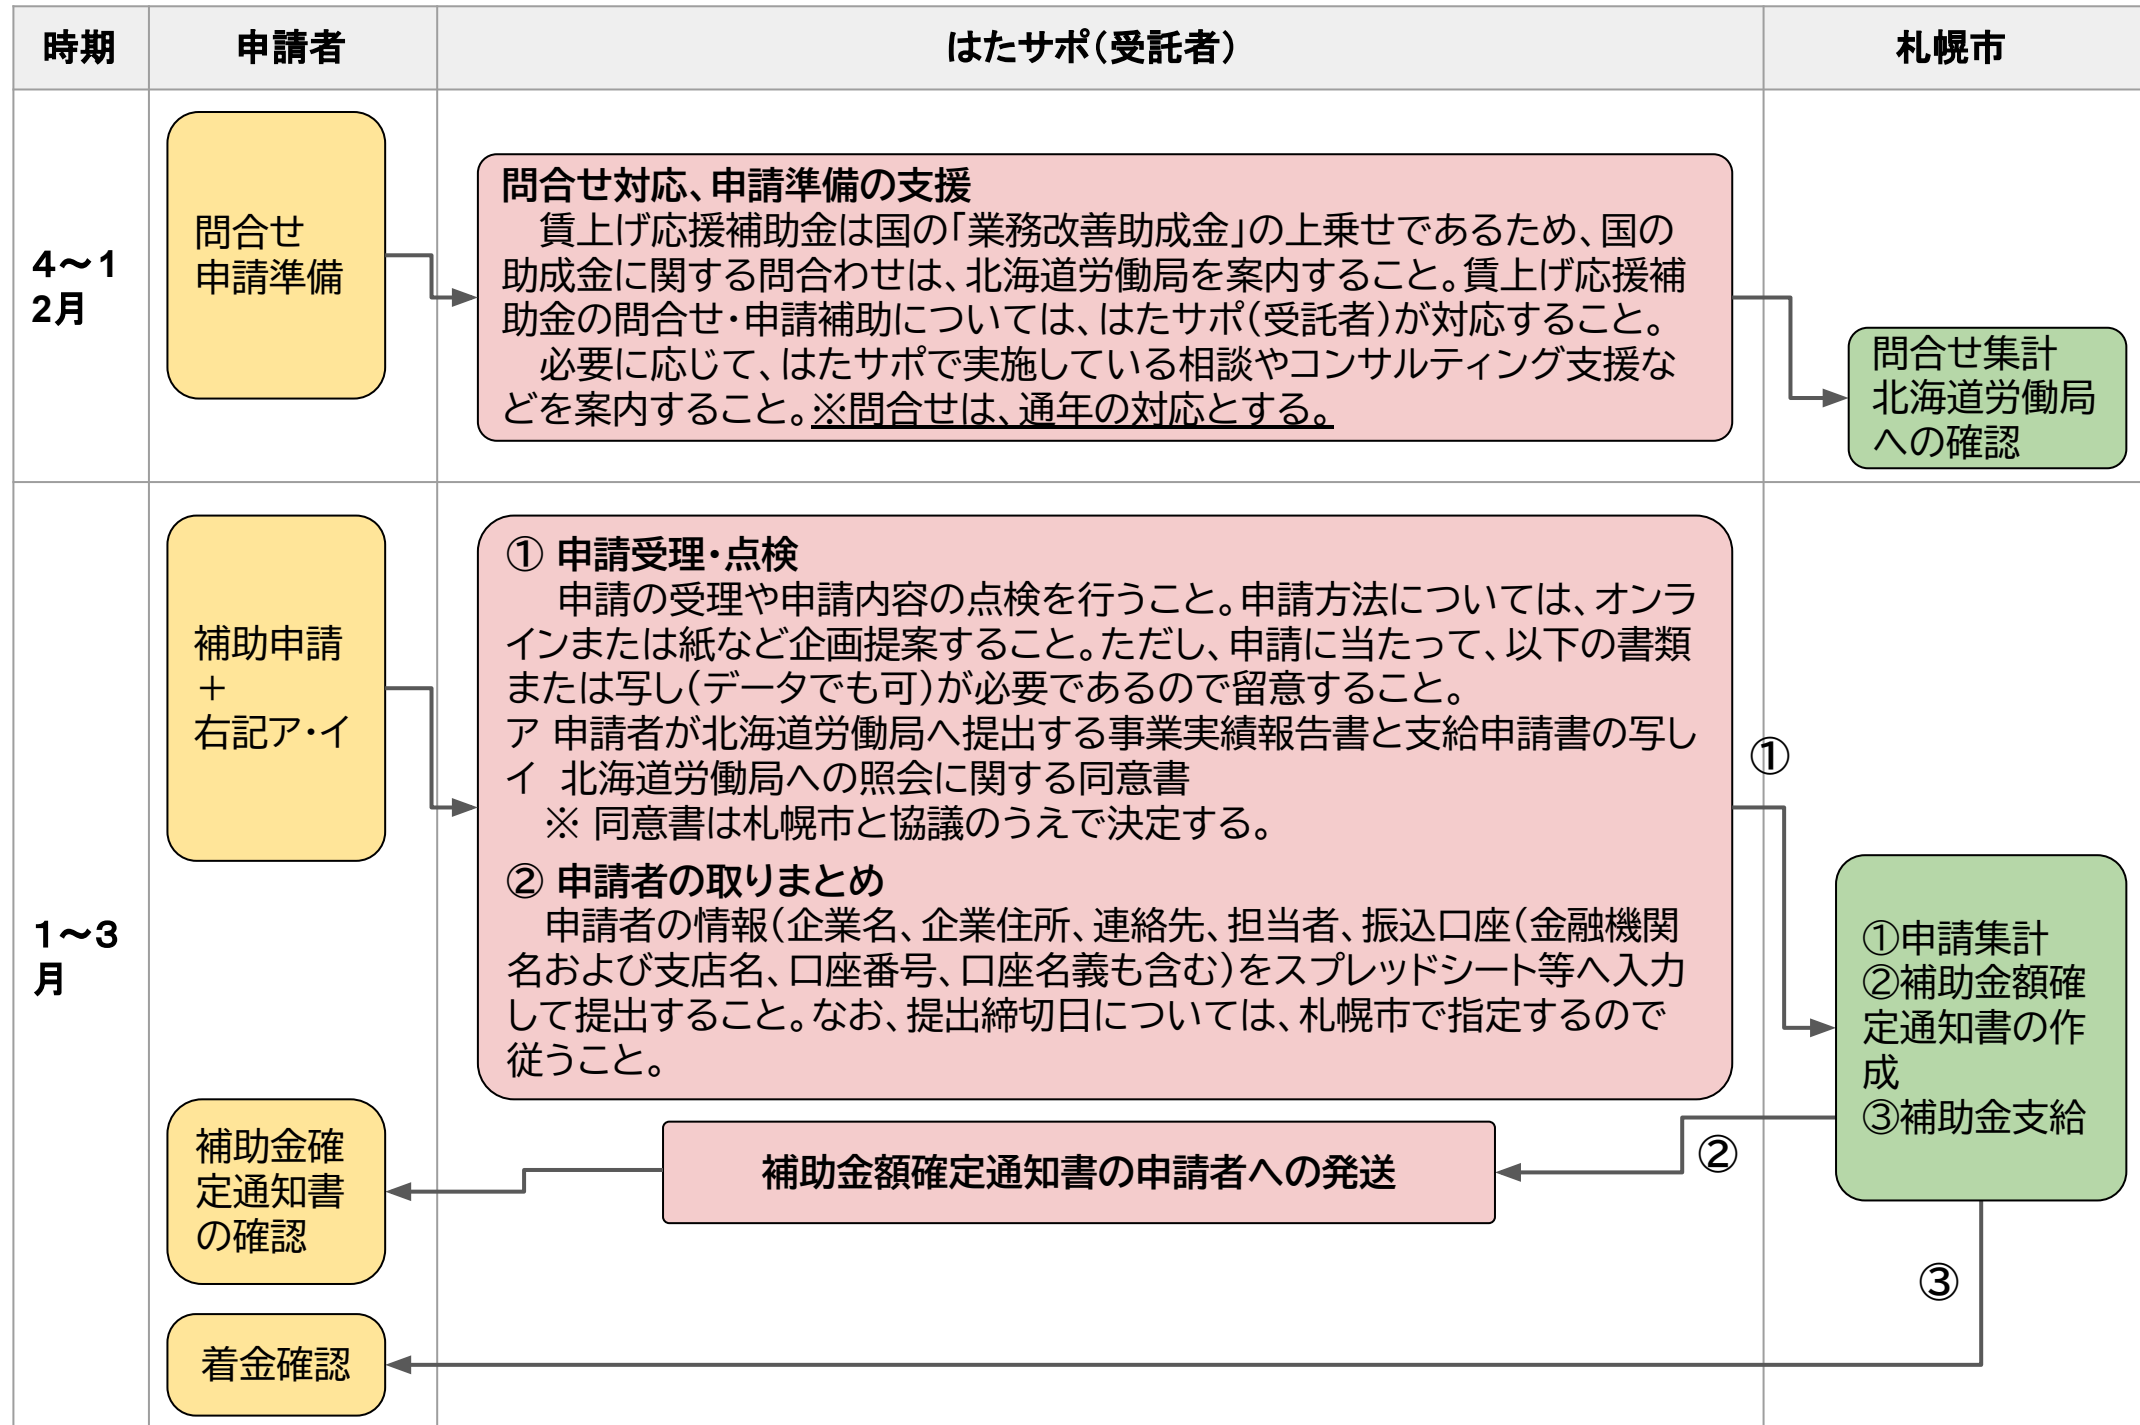 時期
申請者
はたサポ（受託者）
札幌市
４～１
２月
問合せ
申請準備
問合せ対応、申請準備の支援
賃上げ応援補助金は国の「業務改善助成金」の上乗せであるため、国の
助成金に関する問合わせは、北海道労働局を案内すること。賃上げ応援補
助金の問合せ・申請補助については、はたサポ（受託者）が対応すること。
必要に応じて、はたサポで実施している相談やコンサルティング支援な
どを案内すること。※問合せは、通年の対応とする。
問合せ集計
北海道労働局
への確認
１～３
月
補助申請
＋
右記ア・イ
① 申請受理・点検
申請の受理や申請内容の点検を行うこと。申請方法については、オンラ
インまたは紙など企画提案すること。ただし、申請に当たって、以下の書類
または写し（データでも可）が必要であるので留意すること。
ア 申請者が北海道労働局へ提出する事業実績報告書と支給申請書の写し
イ 北海道労働局への照会に関する同意書
※ 同意書は札幌市と協議のうえで決定する。
② 申請者の取りまとめ
申請者の情報（企業名、企業住所、連絡先、担当者、振込口座（金融機関
名および支店名、口座番号、口座名義も含む）をスプレッドシート等へ入力
して提出すること。なお、提出締切日については、札幌市で指定するので
従うこと。
①
①申請集計
②補助金額確
定通知書の作
成
③補助金支給
②
補助金額確定通知書の申請者への発送
補助金確
定通知書
の確認
③
着金確認